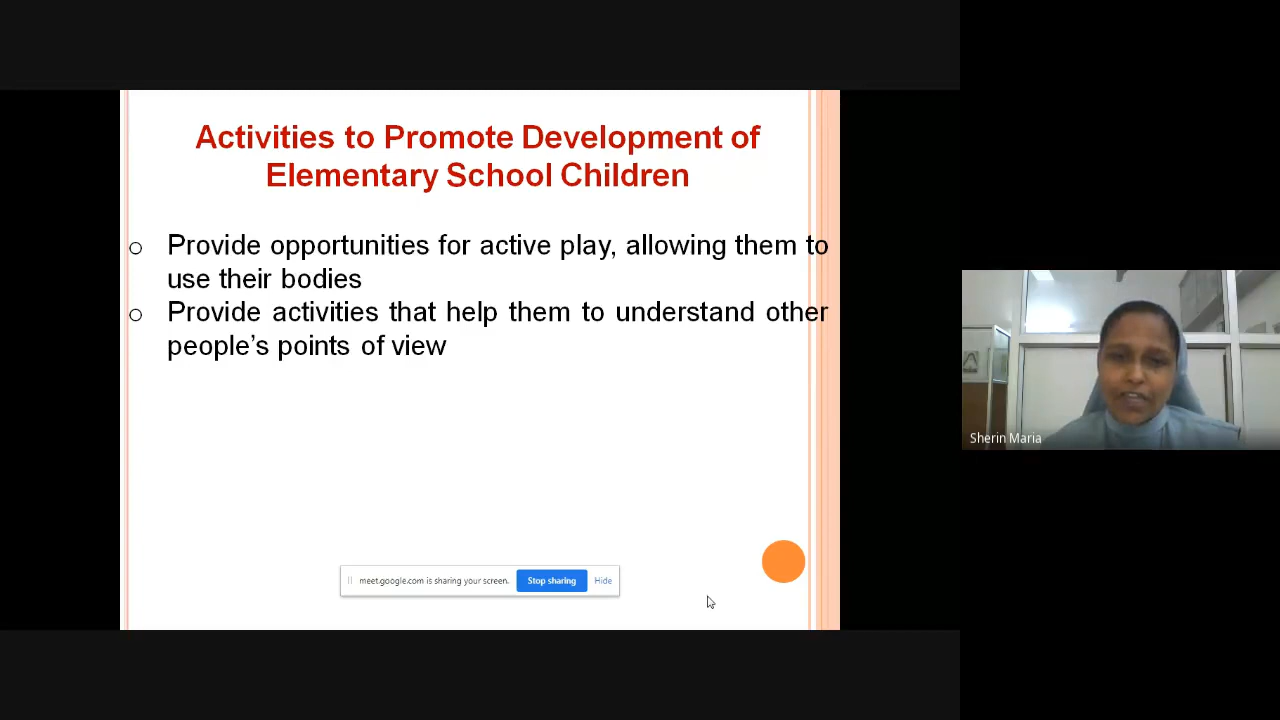 Activities to Promote Development of
Elementary School Children
Provide opportunities for active play, allowing them to
use their bodies
Provide activities that help them to understand other
people's points of view
meet.google.com is sharing your screen.
Stop sharing
Hide
Sherin Maria